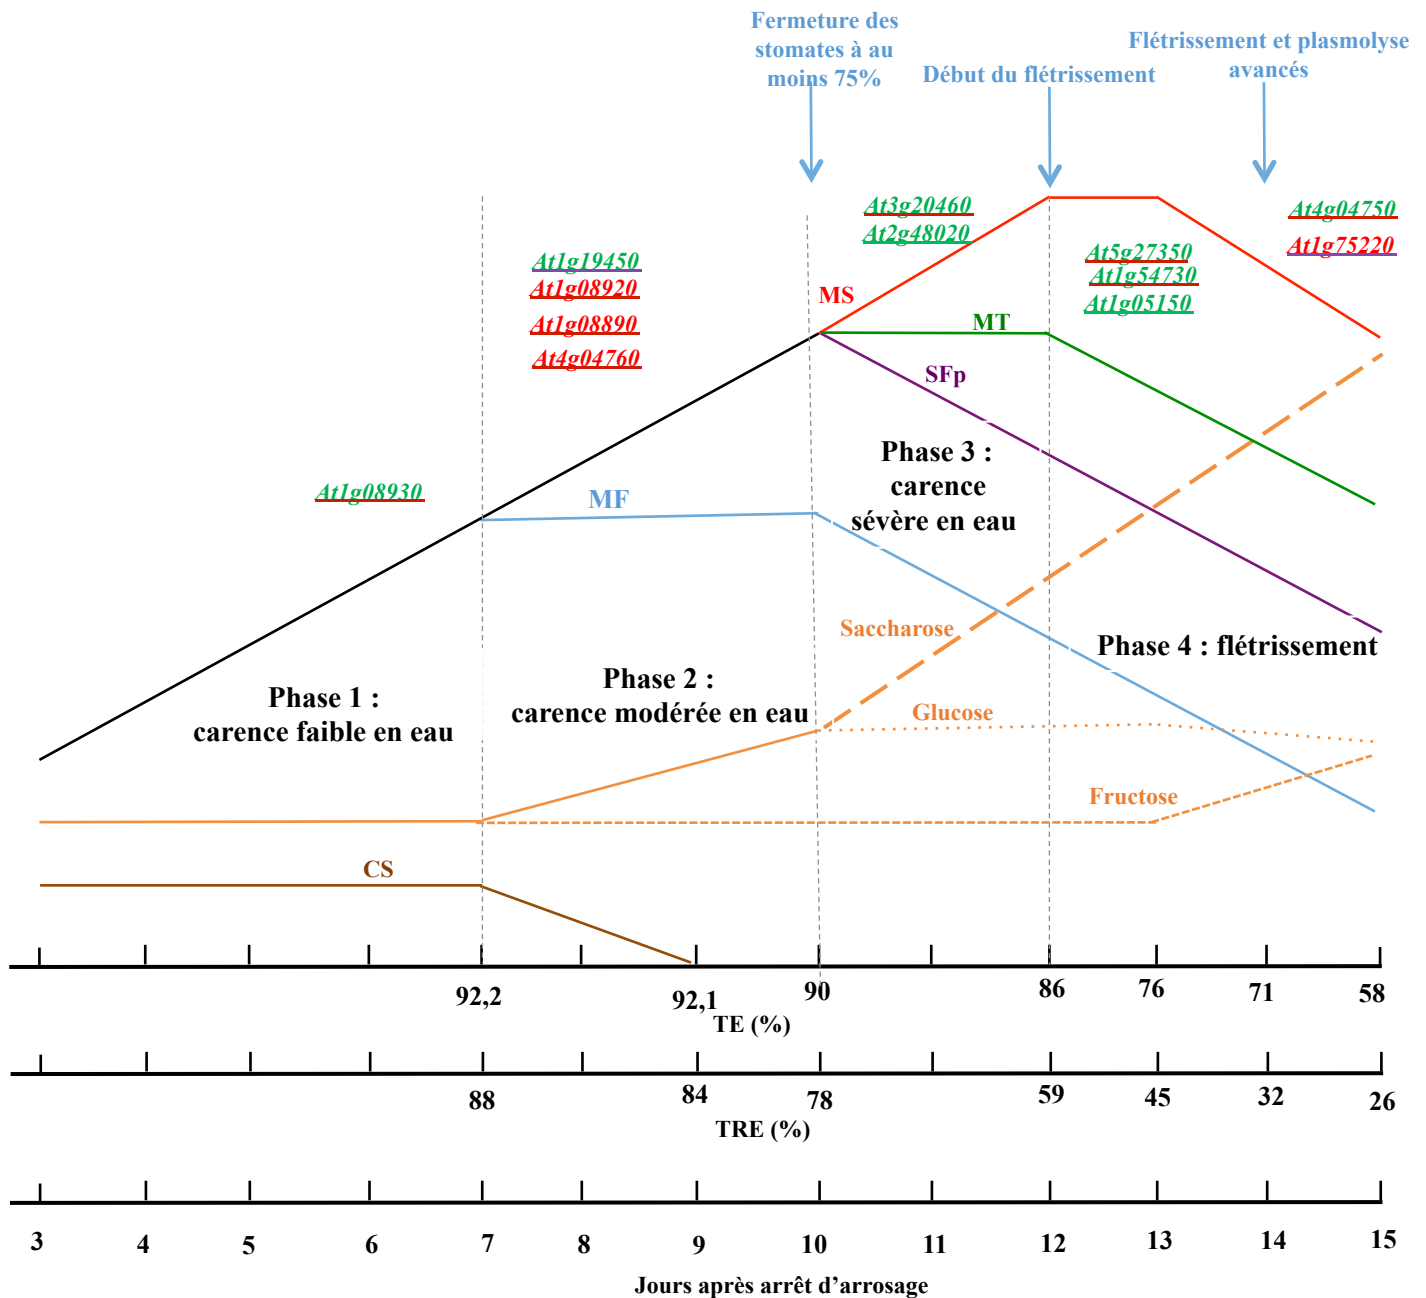 Fermeture des
stomates à au
moins 75%
Début du flétrissement
Flétrissement et plasmolyse
avancés
At3g20460
At2g48020
At4g04750
At1g75220
At1g19450
At1g08920
At1g08890
At4g04760
At5g27350
At1g54730
At1g05150
MS
MT
SFp
At1g08930
MF
Phase 3 :
carence
sévère en eau
Saccharose
Phase 4 : flétrissement
Phase 1 :
carence faible en eau
Phase 2 :
carence modérée en eau
Glucose
Fructose
CS
92,2 92,1 90 86 76 71 58
TE (%)
88 84 78 59 45 32 26
TRE (%)
3 4 5 6 7 8 9 10 11 12 13 14 15
Jours après arrêt d’arrosage